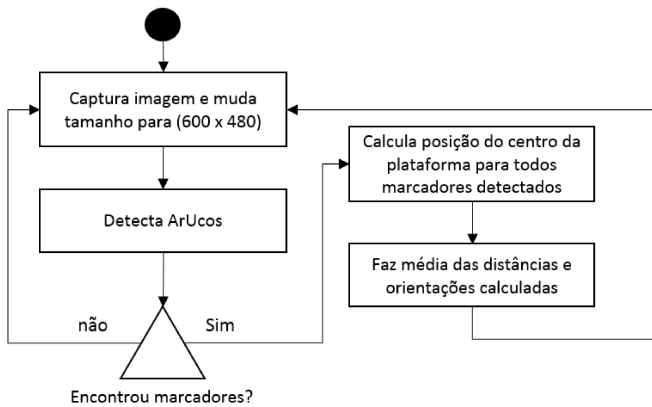 Captura imagem e muda
tamanho para (600 x 480)
Detecta ArUcos
não
Sim
Encontrou marcadores?
Calcula posição do centro da
plataforma para todos
marcadores detectados
Faz média das distâncias e
orientações calculadas